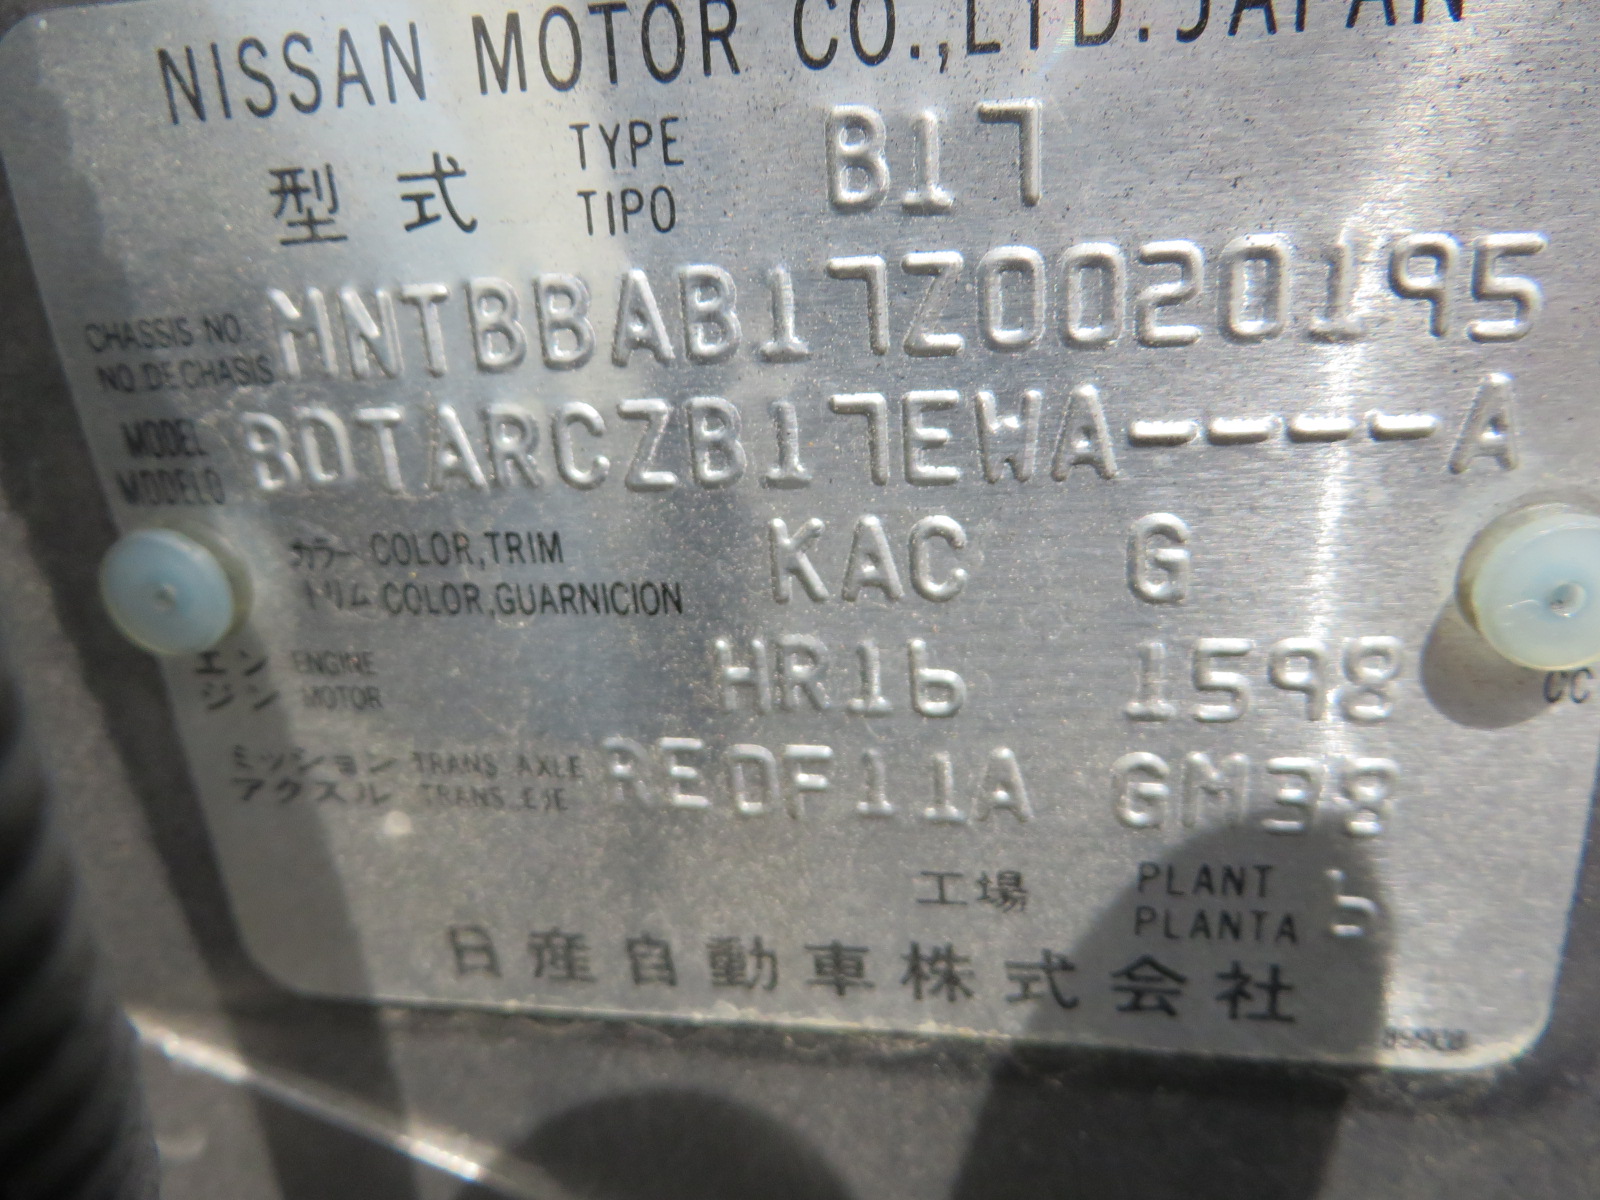 NISSAN MOTOR CO.,LTD.JAPAN
型式 TYPE TIPO B17
CHASSIS NO. NO.DE CHASIS MNTBBAB17Z0020195
MODEL MODELO BDTARCZB17EWA----A
カラー COLOR,TRIM KAC G
トリム COLOR,GUARNICION
エンジン ENGINE MOTOR HR16 1598 CC
ミッション TRANS AXLE RE0F11A GM38
アクスル TRANS.EJE
工場 PLANT PLANTA
日産自動車株式会社